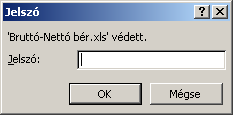 Jelszó
'Bruttó-Nettó bér.xls' védett.
Jelszó:
OK
Mégse